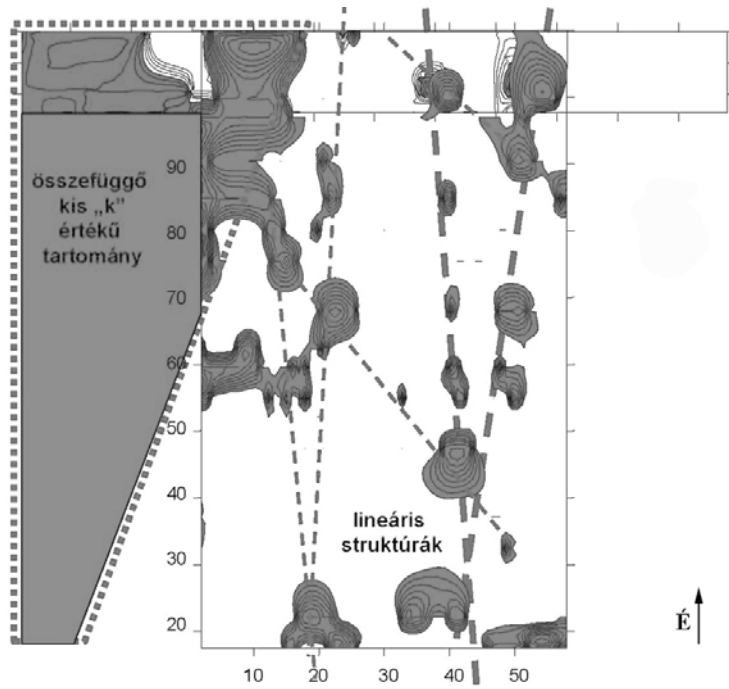 összefüggő
kis „k”
értékű
tartomány
90
80
70
60
50
40
30
20
lineáris
struktúrák
É
10 20 30 40 50